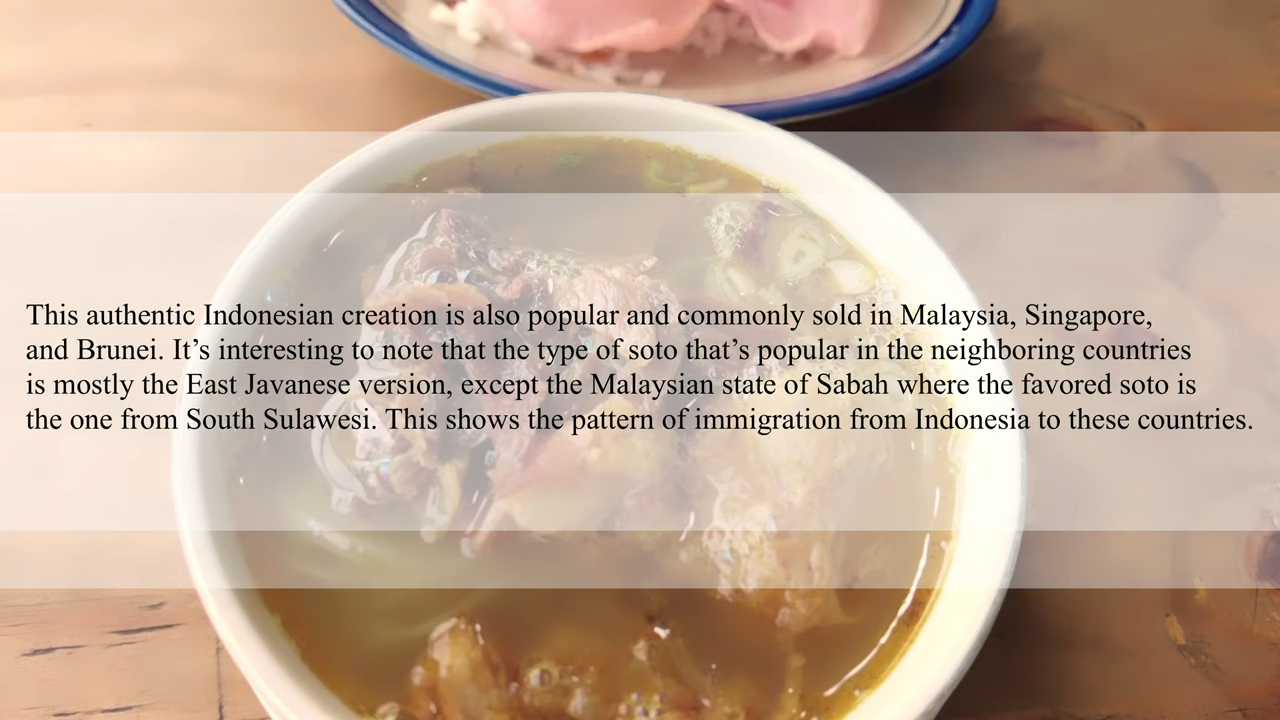 This authentic Indonesian creation is also popular and commonly sold in Malaysia, Singapore,
and Brunei. It’s interesting to note that the type of soto that’s popular in the neighboring countries
is mostly the East Javanese version, except the Malaysian state of Sabah where the favored soto is
the one from South Sulawesi. This shows the pattern of immigration from Indonesia to these countries.